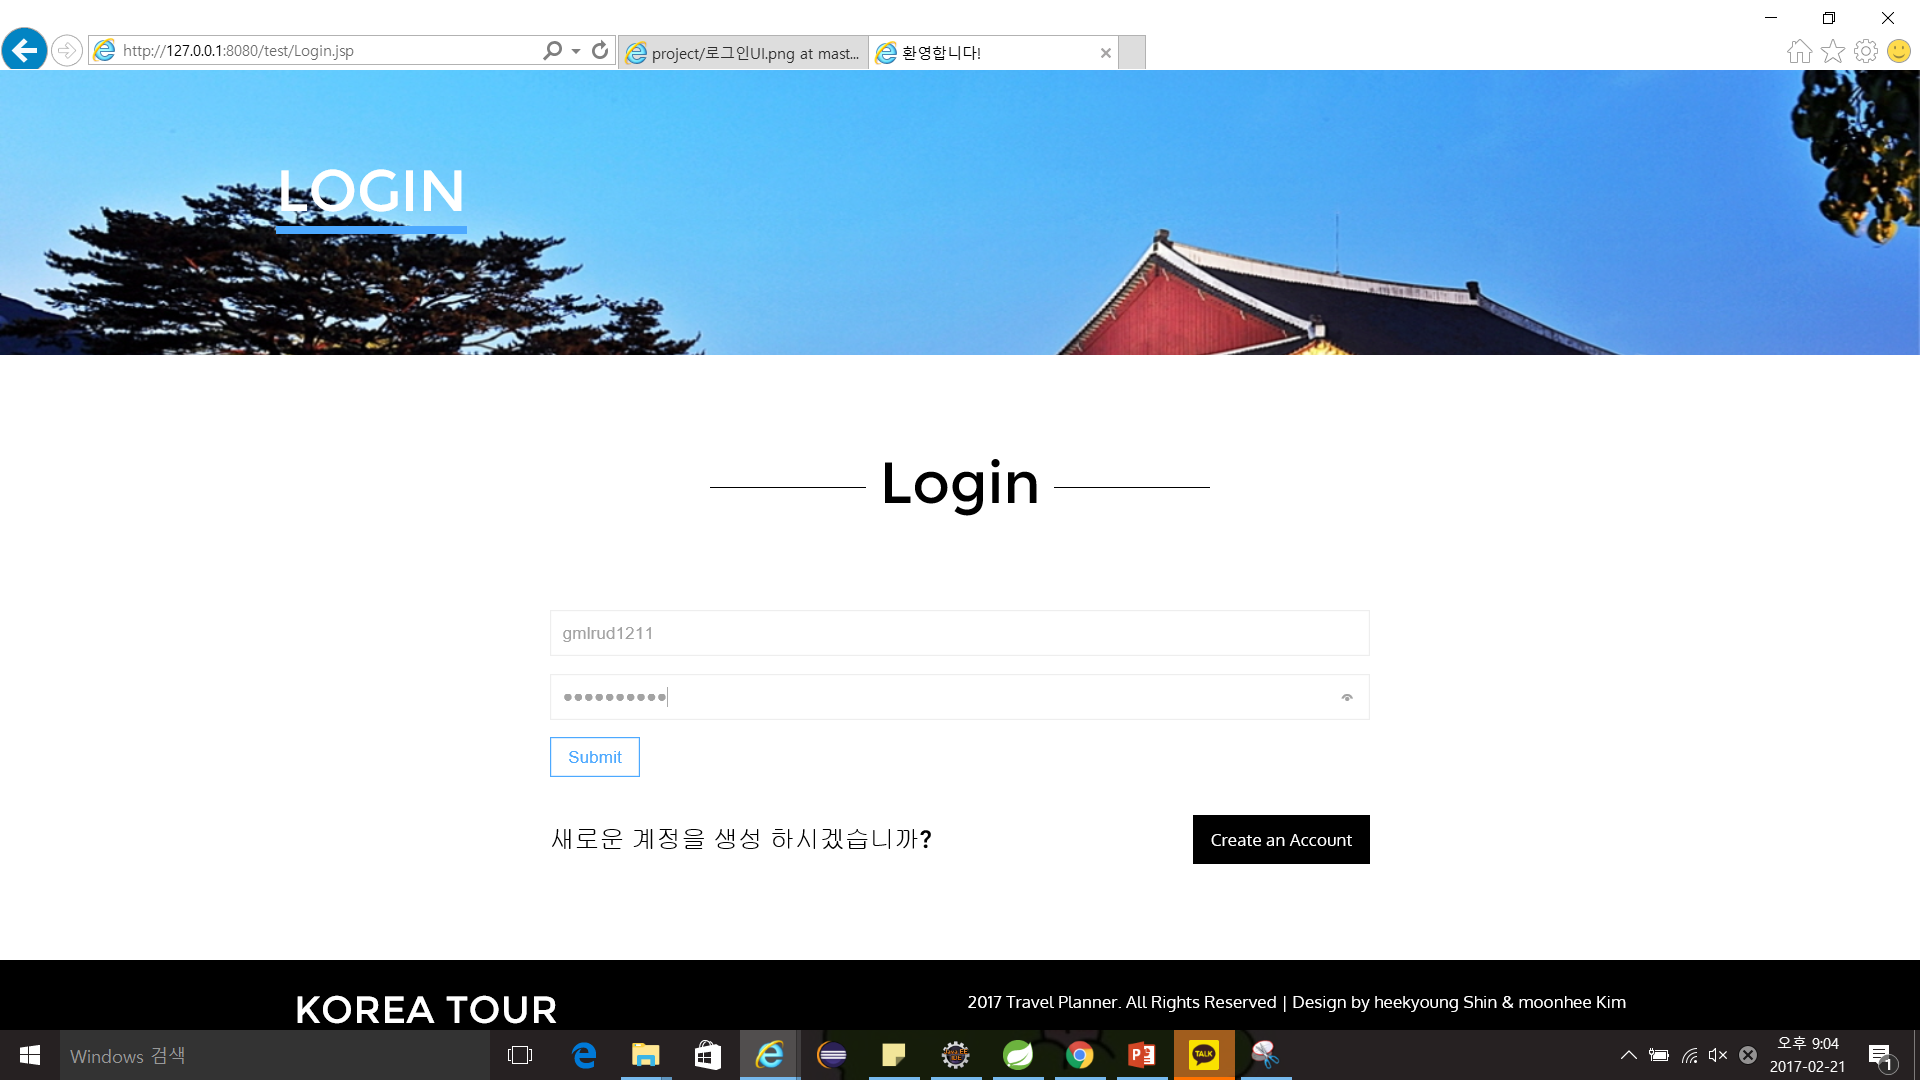 http://127.0.0.1:8080/test/Login.jsp
project/로그인UI.png at mast...
환영합니다!
LOGIN
Login
gmlrud1211
Submit
새로운 계정을 생성 하시겠습니까?
Create an Account
KOREA TOUR
2017 Travel Planner. All Rights Reserved | Design by heekyoung Shin & moonhee Kim
Windows 검색
TALK
오후 9:04
2017-02-21
1